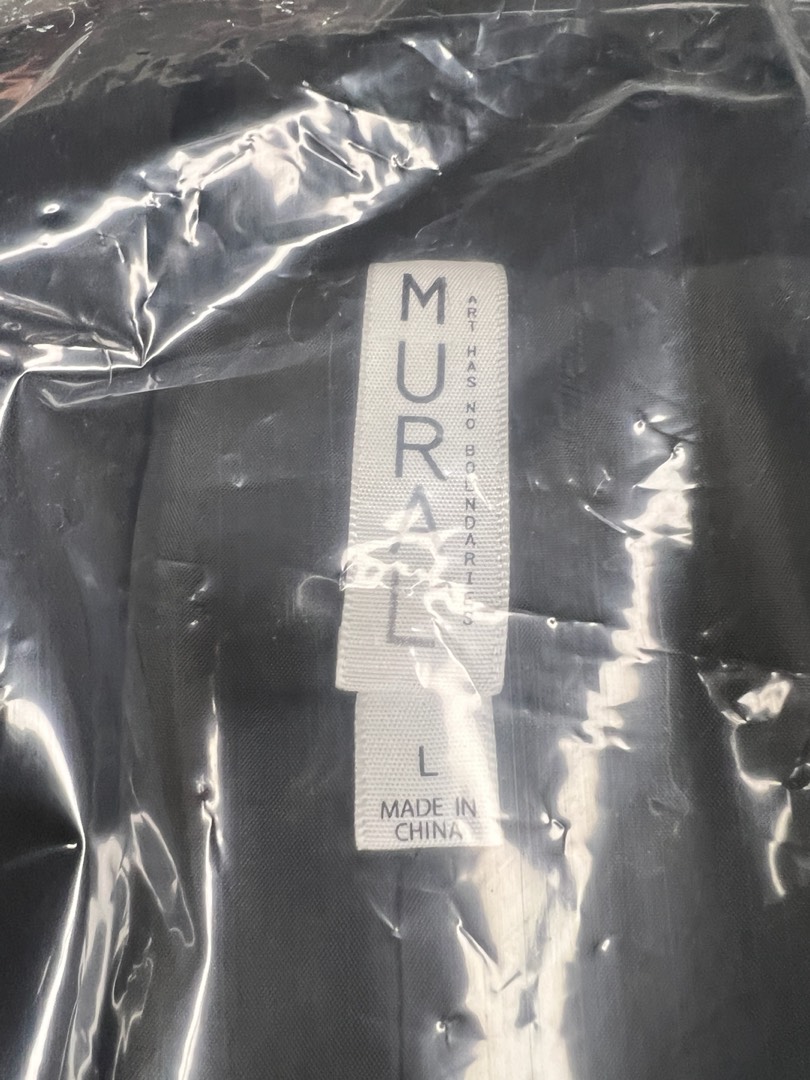 MURAL
ART HAS NO BOUNDARIES
L
MADE IN
CHINA